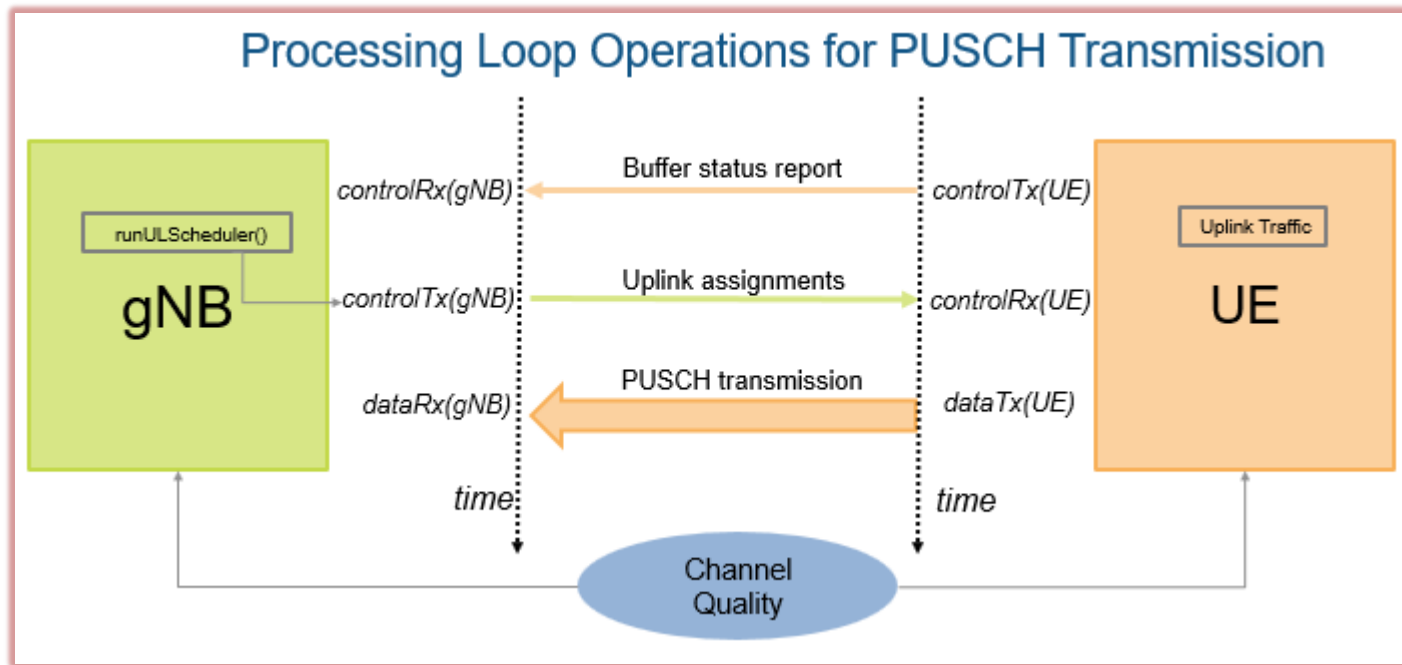 Processing Loop Operations for PUSCH Transmission
controlRx(gNB)
Buffer status report
controlTx(UE)
runULScheduler()
Uplink Traffic
gNB
controlTx(gNB)
Uplink assignments
controlRx(UE)
UE
dataRx(gNB)
PUSCH transmission
dataTx(UE)
time
time
Channel
Quality